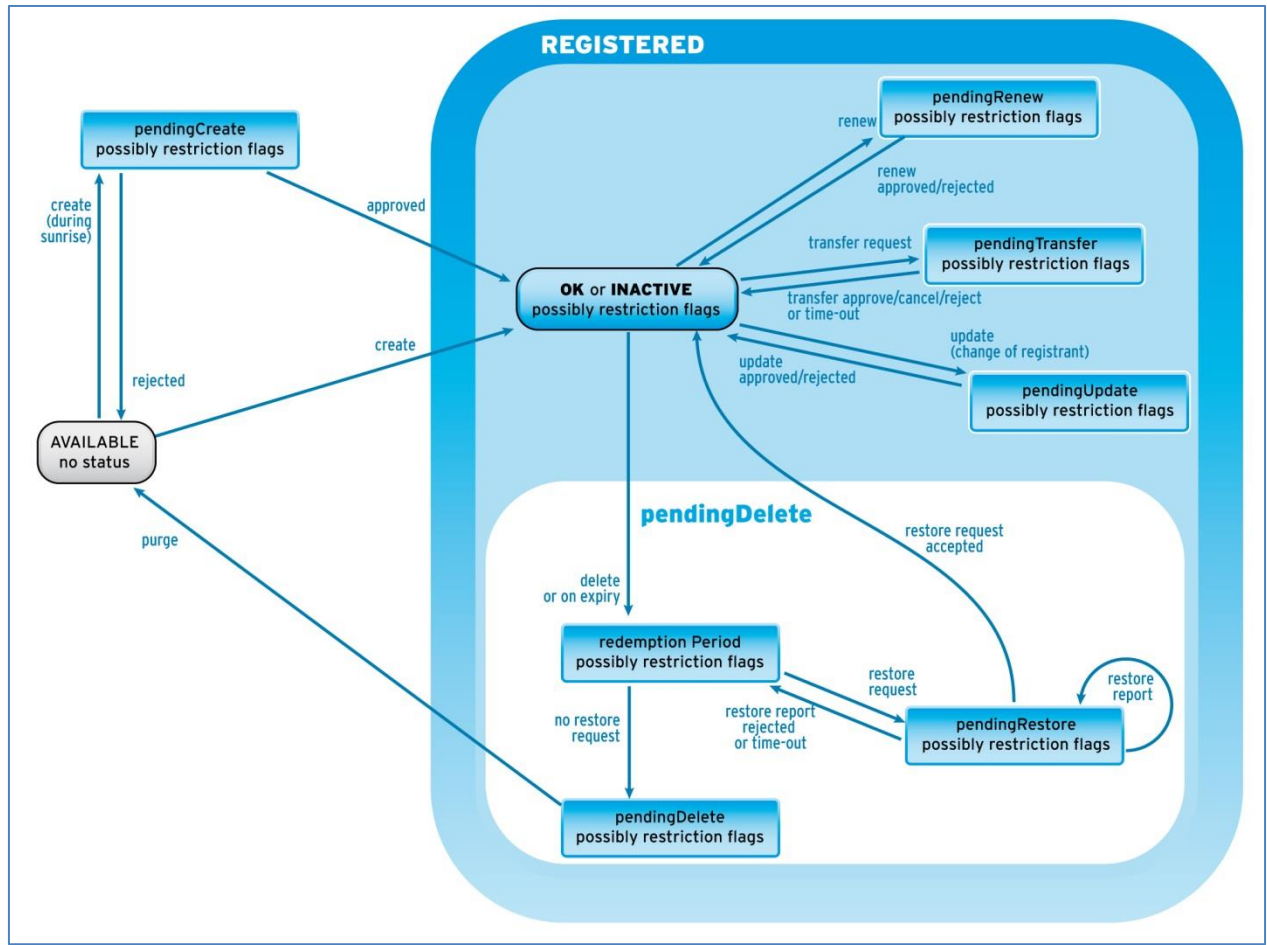 REGISTERED
pendingRenew
possibly restriction flags
pendingCreate
possibly restriction flags
renew
renew
approved/rejected
create
(during
sunrise)
approved
transfer request
pendingTransfer
possibly restriction flags
OK or INACTIVE
possibly restriction flags
transfer approve/cancel/reject
or time-out
create
update
(change of registrant)
update
approved/rejected
rejected
pendingUpdate
possibly restriction flags
AVAILABLE
no status
pendingDelete
purge
restore request
accepted
delete
or on expiry
redemption Period
possibly restriction flags
restore
request
restore
report
no restore
request
restore report
rejected
or time-out
pendingRestore
possibly restriction flags
pendingDelete
possibly restriction flags